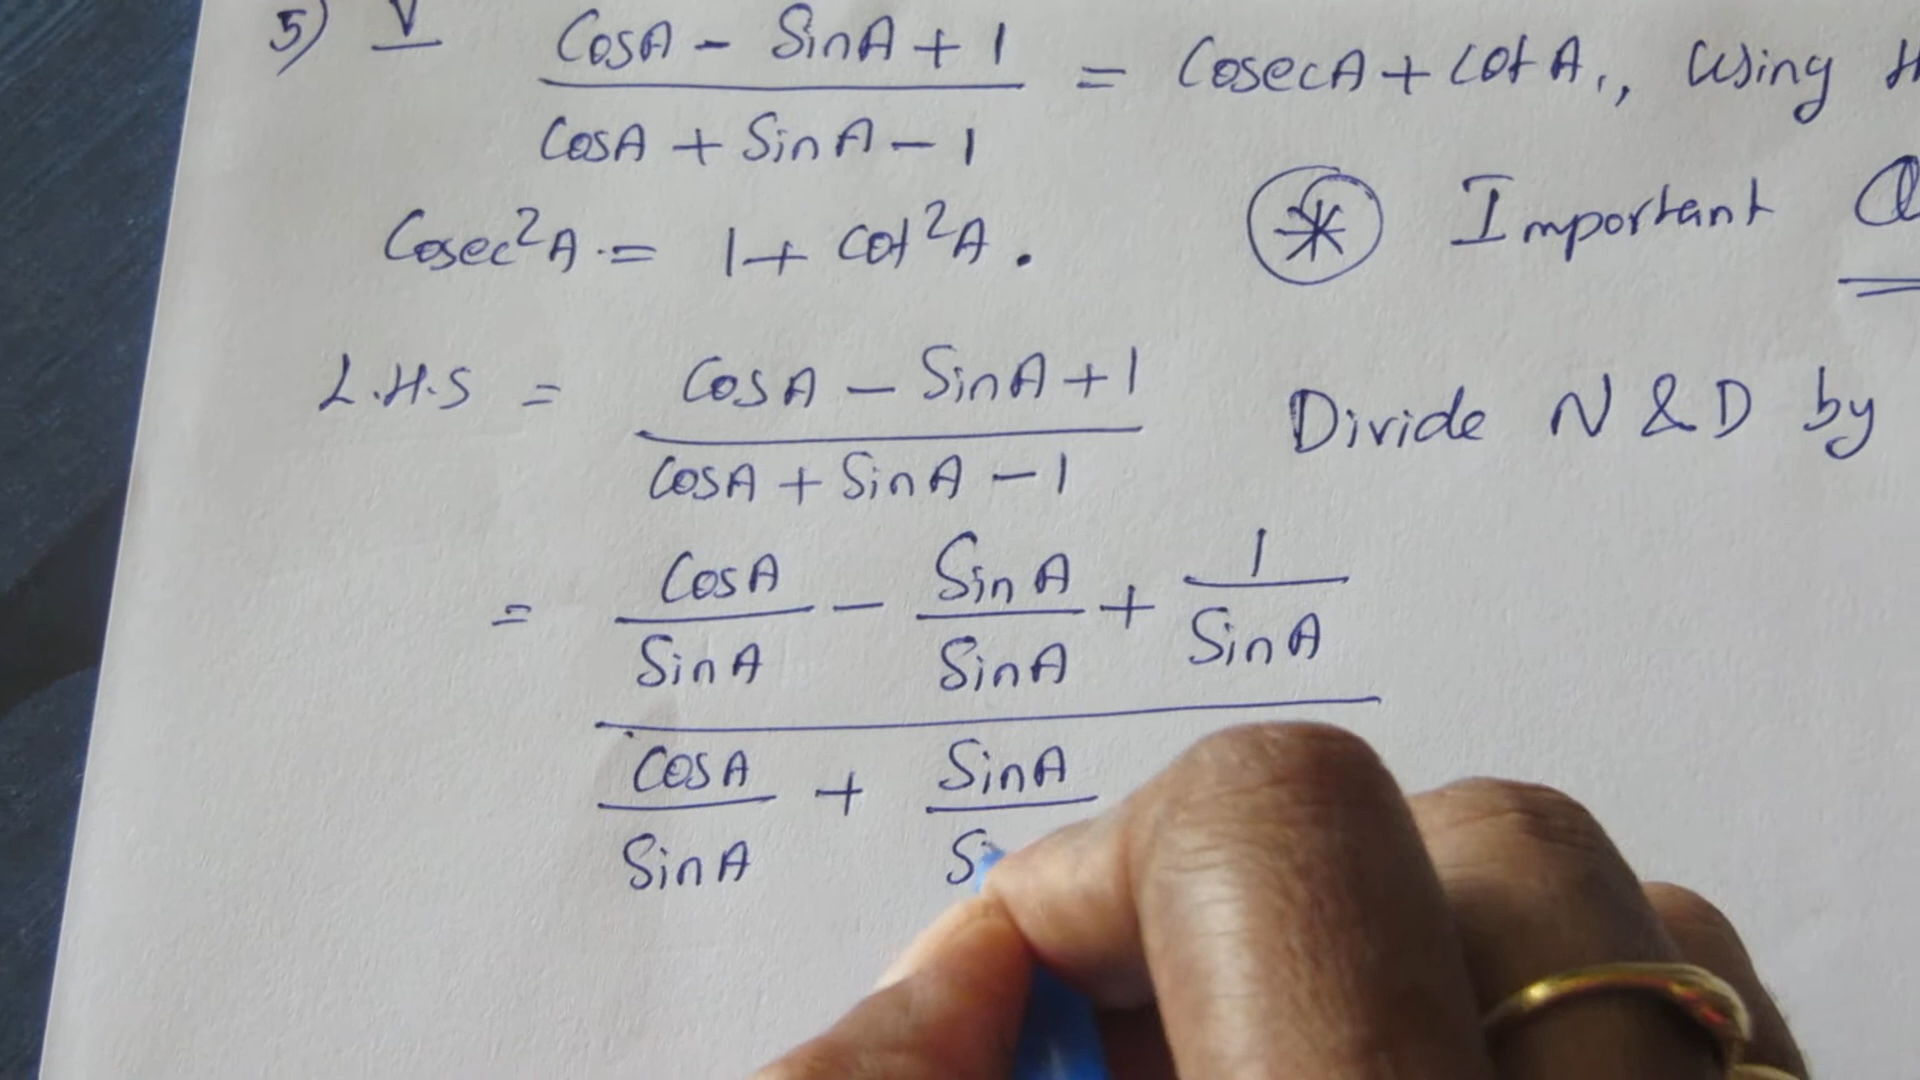 5) V CosA - SinA + 1 = CosecA + CotA., using
CosA + SinA - 1
Cosec²A = 1 + Cot²A.
* Important
L.H.S = CosA - SinA + 1 Divide N & D by
CosA + SinA - 1
= CosA/SinA - SinA/SinA + 1/SinA
CosA/SinA + SinA/